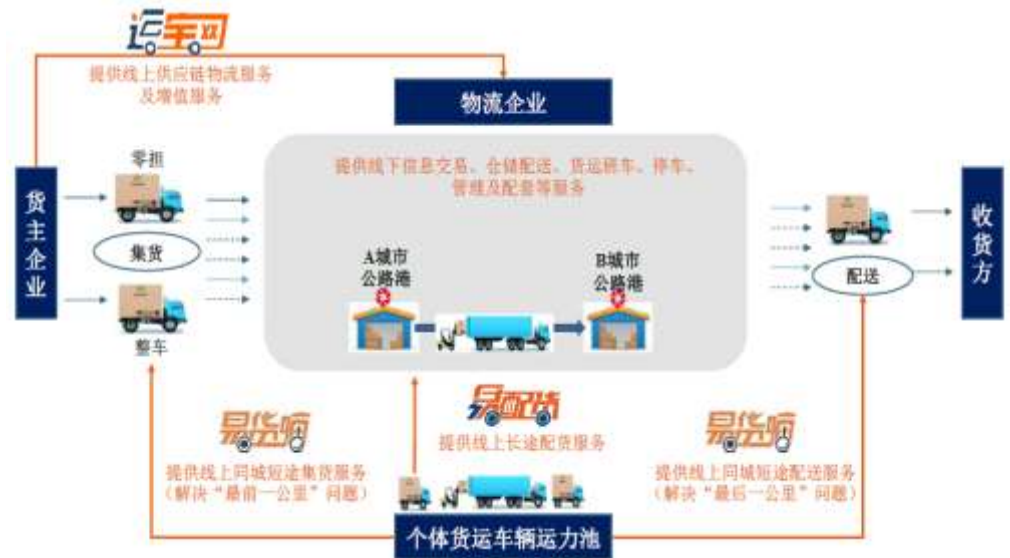 运宝网
提供线上供应链物流服务
及增值服务
物流企业
零担
提供线下信息交易、仓储配送、货运班车、停车、
管理及配套等服务
货主企业
集货
A城市
公路港
B城市
公路港
配送
收货方
整车
易货嘀
易配货
易货嘀
提供线上同城短途集货服务
（解决“最前一公里”问题）
提供线上长途配货服务
提供线上同城短途配送服务
（解决“最后一公里”问题）
个体货运车辆运力池